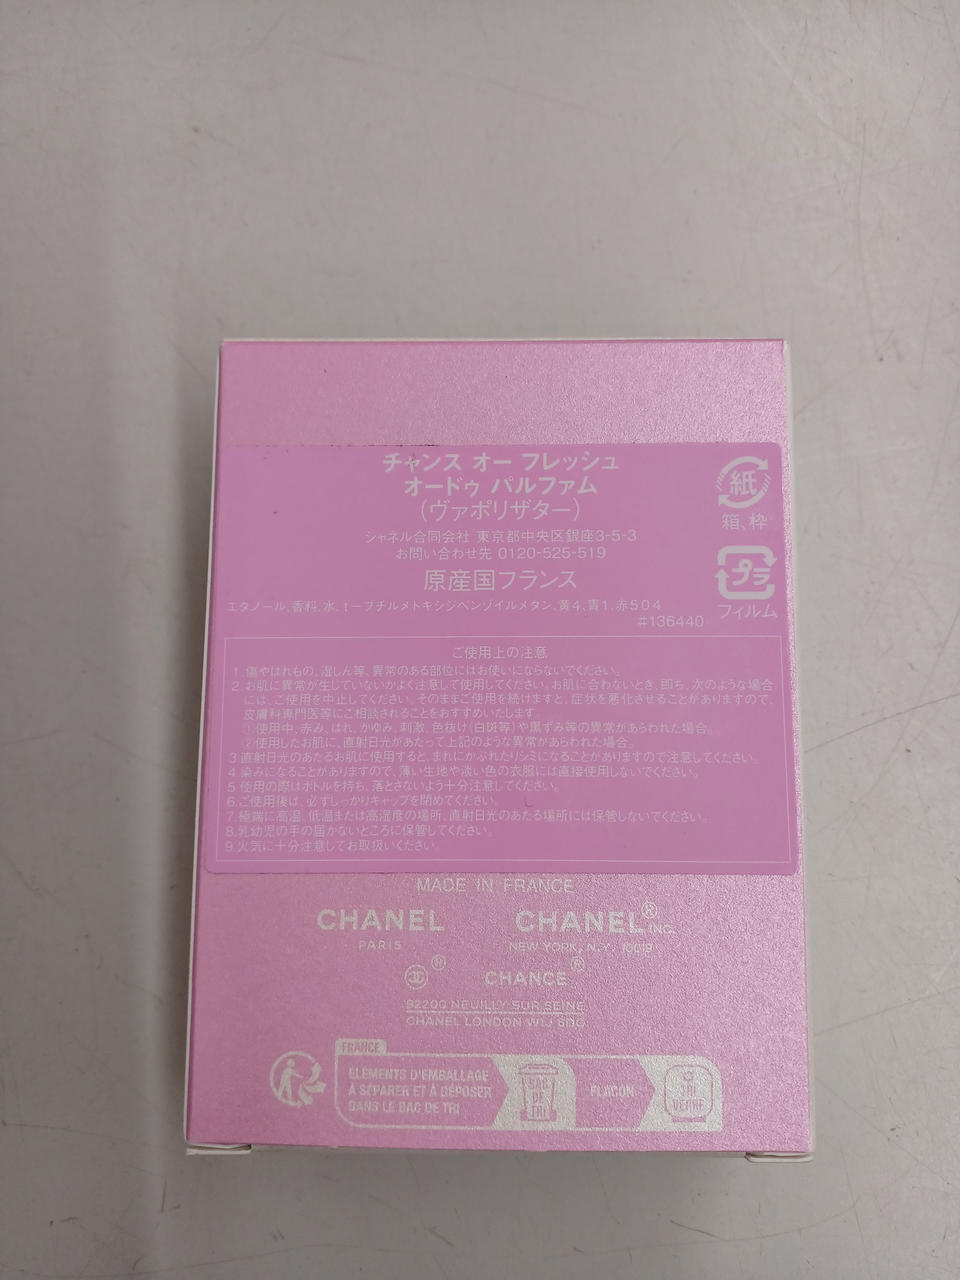 チャンス オー フレッシュ
オードゥ パルファム
(ヴァポリザター)
シャネル合同会社 東京都中央区銀座3-5-3
お問い合わせ先 0120-525-519
原産国フランス
エタノール、香料、水、t-ブチルメトキシジベンゾイルメタン、黄4、青1、赤504
#136440
紙
箱、枠
プラ
フィルム
ご使用上の注意
1.傷やはれもの、湿しん等、異常のある部位にはお使いにならないでください。
2.お肌に異常が生じていないかよく注意して使用してください。お肌に合わないとき、即ち、次のような場合
には、ご使用を中止してください。そのままご使用を続けますと、症状を悪化させることがありますので、
皮膚科専門医等にご相談されることをおすすめいたします。
①使用中、赤み、はれ、かゆみ、刺激、色抜け(白斑等)や黒ずみ等の異常があらわれた場合。
②使用したお肌に、直射日光があたって上記のような異常があらわれた場合。
3.直射日光のあたるお肌に使用すると、まれにかぶれたりシミになることがありますので注意してください。
4.染みになることがありますので、薄い生地や淡い色の衣服には直接使用しないでください。
5.使用の際はボトルを持ち、落とさないよう十分注意してください。
6.ご使用後は、必ずしっかりキャップを閉めてください。
7.極端に高温、低温または高湿度の場所、直射日光のあたる場所には保管しないでください。
8.乳幼児の手の届かないところに保管してください。
9.火気に十分注意してお取扱いください。
MADE IN FRANCE
CHANEL CHANEL® INC.
PARIS NEW YORK, N.Y. 10019
® CHANCE®
92200 NEUILLY-SUR-SEINE
CHANEL LONDON W1J 6DG
FRANCE
ÉLÉMENTS D'EMBALLAGE
À SÉPARER ET À DÉPOSER
DANS LE BAC DE TRI
BAC
DE
TRI
FLACON
TRI
VERRE